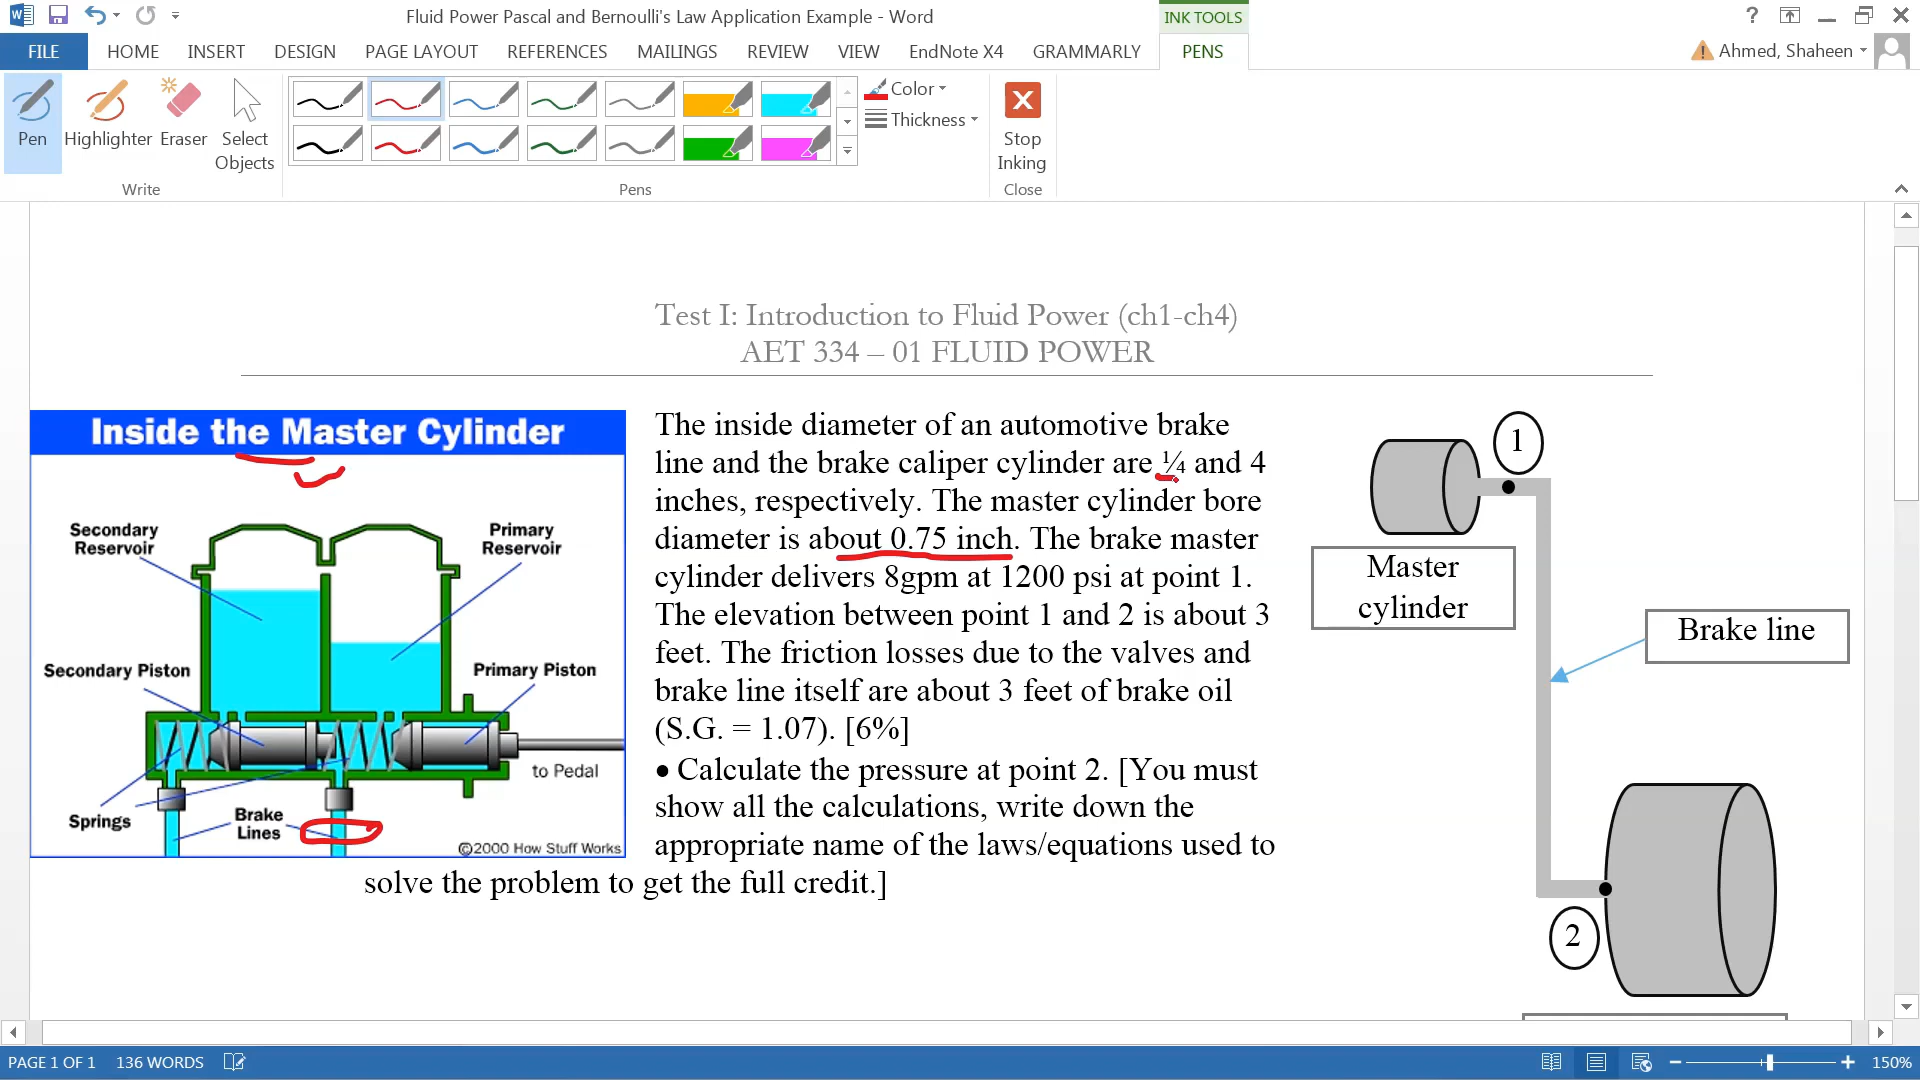 Fluid Power Pascal and Bernoulli's Law Application Example - Word
INK TOOLS
FILE
HOME
INSERT
DESIGN
PAGE LAYOUT
REFERENCES
MAILINGS
REVIEW
VIEW
EndNote X4
GRAMMARLY
PENS
Ahmed, Shaheen
Pen
Highlighter
Eraser
Select
Objects
Color
Thickness
Stop
Inking
Write
Pens
Close
Test I: Introduction to Fluid Power (ch1-ch4)
AET 334 – 01 FLUID POWER
Inside the Master Cylinder
Secondary
Reservoir
Primary
Reservoir
Secondary Piston
Primary Piston
to Pedal
Springs
Brake
Lines
©2000 How Stuff Works
The inside diameter of an automotive brake
line and the brake caliper cylinder are ¼ and 4
inches, respectively. The master cylinder bore
diameter is about 0.75 inch. The brake master
cylinder delivers 8gpm at 1200 psi at point 1.
The elevation between point 1 and 2 is about 3
feet. The friction losses due to the valves and
brake line itself are about 3 feet of brake oil
(S.G. = 1.07). [6%]
• Calculate the pressure at point 2. [You must
show all the calculations, write down the
appropriate name of the laws/equations used to
solve the problem to get the full credit.]
1
Master
cylinder
Brake line
2
PAGE 1 OF 1
136 WORDS
150%